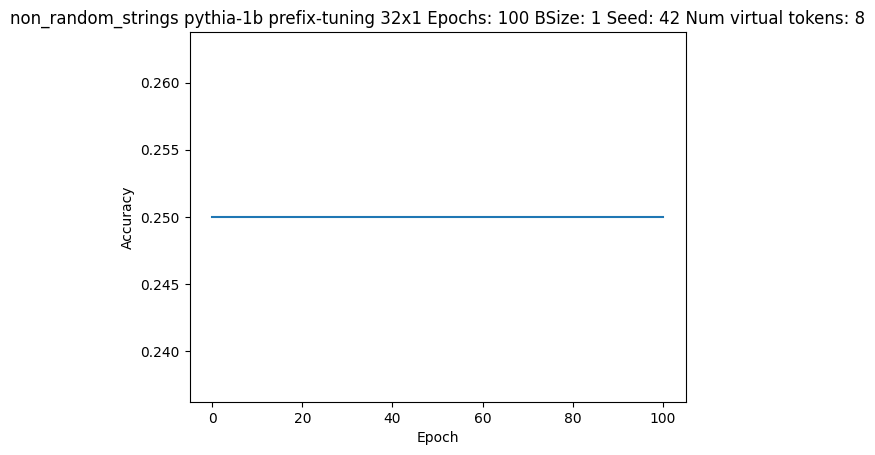 non_random_strings pythia-1b prefix-tuning 32x1 Epochs: 100 BSize: 1 Seed: 42 Num virtual tokens: 8
0.260
0.255
0.250
0.245
0.240
Accuracy
0 20 40 60 80 100
Epoch